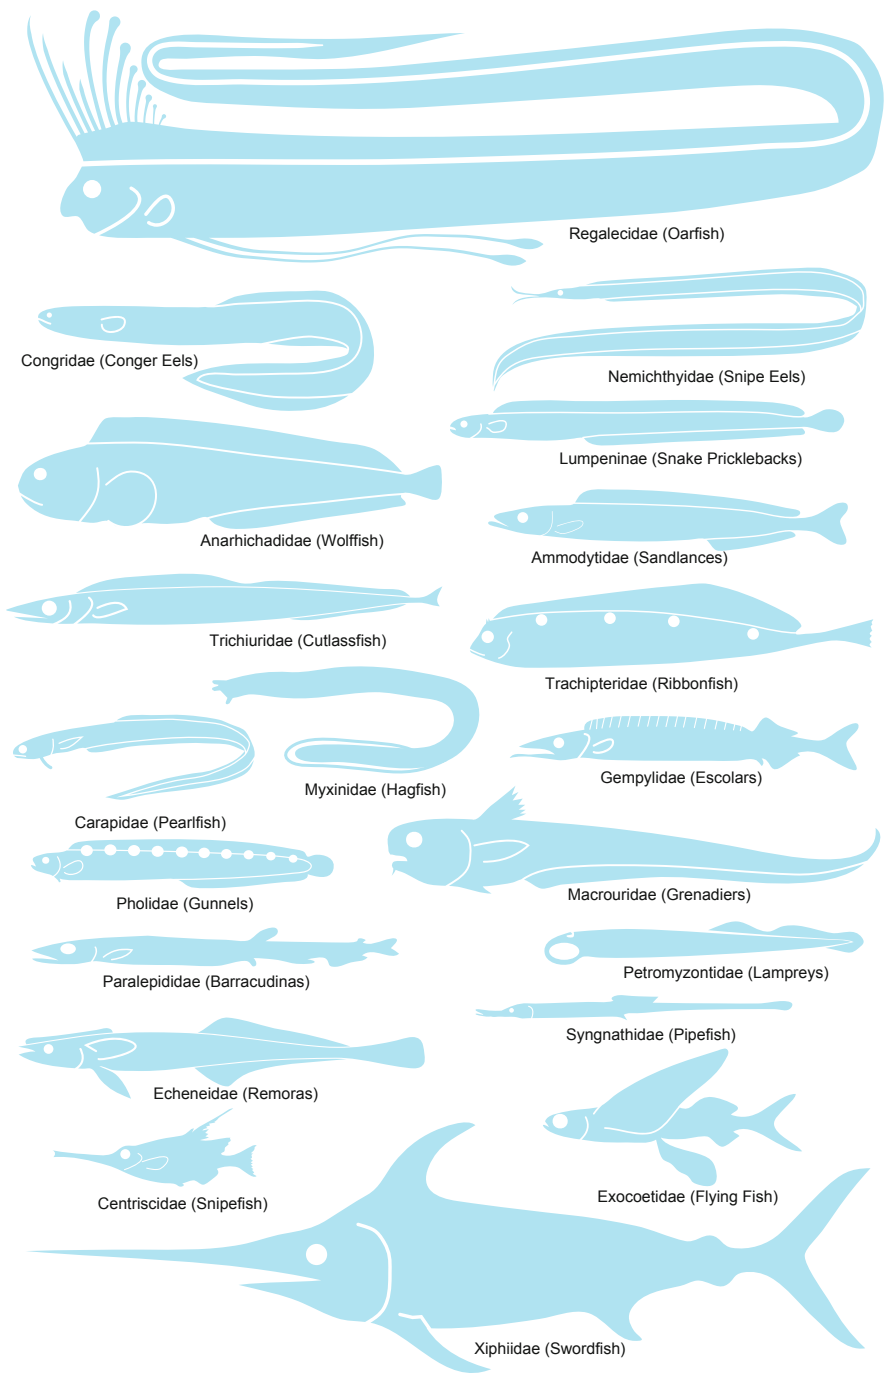 Regalecidae (Oarfish)
Congridae (Conger Eels)
Nemichthyidae (Snipe Eels)
Lumpeninae (Snake Pricklebacks)
Anarhichadidae (Wolffish)
Ammodytidae (Sandlances)
Trichiuridae (Cutlassfish)
Trachipteridae (Ribbonfish)
Gempylidae (Escolars)
Myxinidae (Hagfish)
Carapidae (Pearlfish)
Macrouridae (Grenadiers)
Pholidae (Gunnels)
Petromyzontidae (Lampreys)
Paralepididae (Barracudinas)
Syngnathidae (Pipefish)
Echeneidae (Remoras)
Exocoetidae (Flying Fish)
Centriscidae (Snipefish)
Xiphiidae (Swordfish)